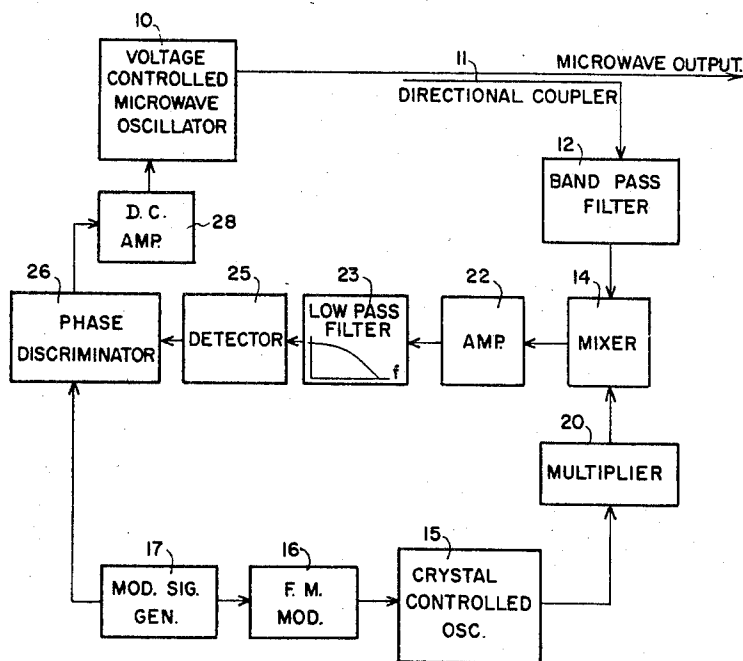 10
VOLTAGE
CONTROLLED
MICROWAVE
OSCILLATOR
11
MICROWAVE OUTPUT.
DIRECTIONAL COUPLER
12
BAND PASS
FILTER
D.C.
AMP.
28
26
PHASE
DISCRIMINATOR
25
DETECTOR
23
LOW PASS
FILTER
f
22
AMP.
14
MIXER
20
MULTIPLIER
17
MOD. SIG.
GEN.
16
F. M.
MOD.
15
CRYSTAL
CONTROLLED
OSC.